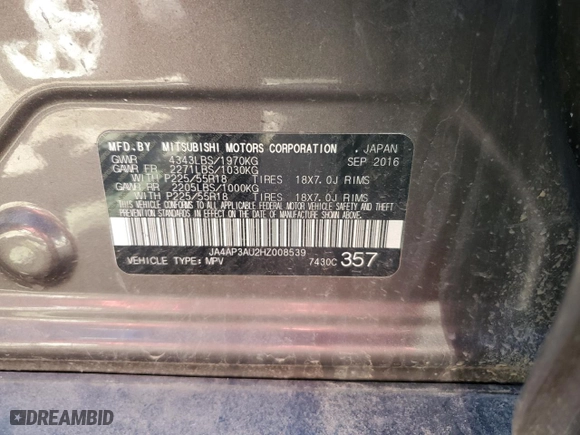 MFD.BY MITSUBISHI MOTORS CORPORATION , JAPAN
GVWR 4343LBS/1970KG SEP 2016
GAWR FR 2271LBS/1030KG
WITH P225/55R18 TIRES 18X7.0J RIMS
GAWR RR 2205LBS/1000KG
WITH P225/55R18 TIRES 18X7.0J RIMS
THIS VEHICLE CONFORMS TO ALL APPLICABLE FEDERAL MOTOR VEHICLE SAFETY AND THEFT PREVENTION STANDARDS IN EFFECT ON THE DATE OF MANUFACTURE SHOWN ABOVE.
JA4AP3AU2HZ008539
VEHICLE TYPE: MPV 7430C 357
DREAMBID